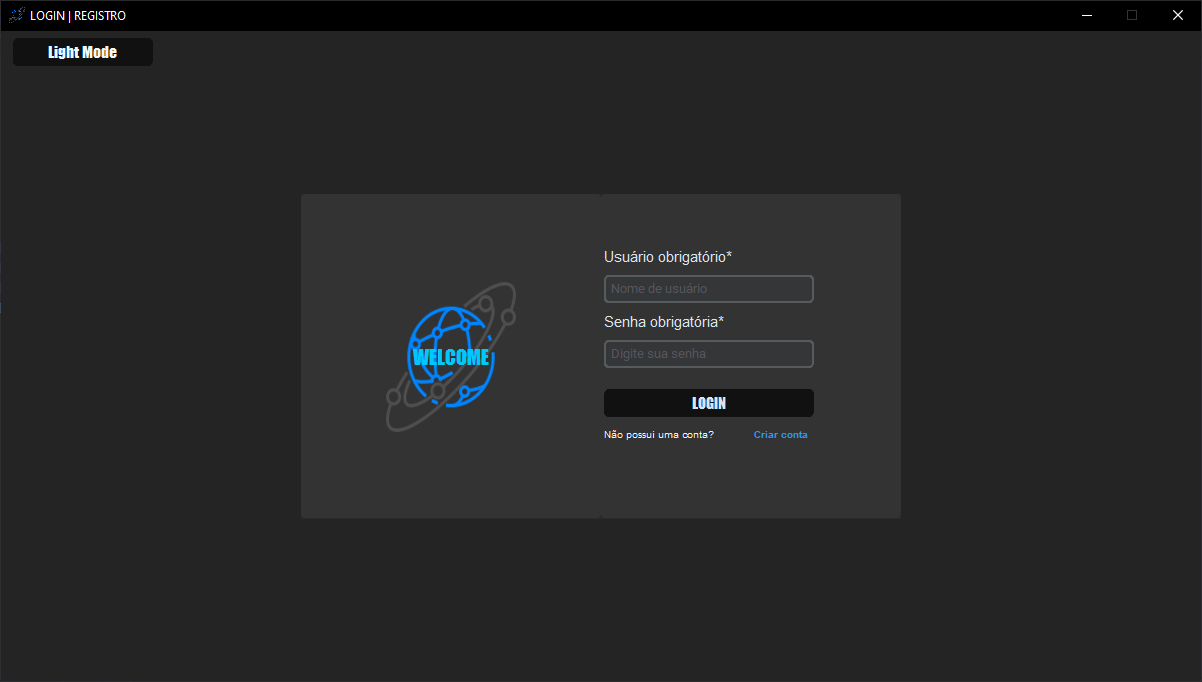 LOGIN | REGISTRO
Light Mode
WELCOME
Usuário obrigatório*
Nome de usuário
Senha obrigatória*
Digite sua senha
LOGIN
Não possui uma conta? Criar conta